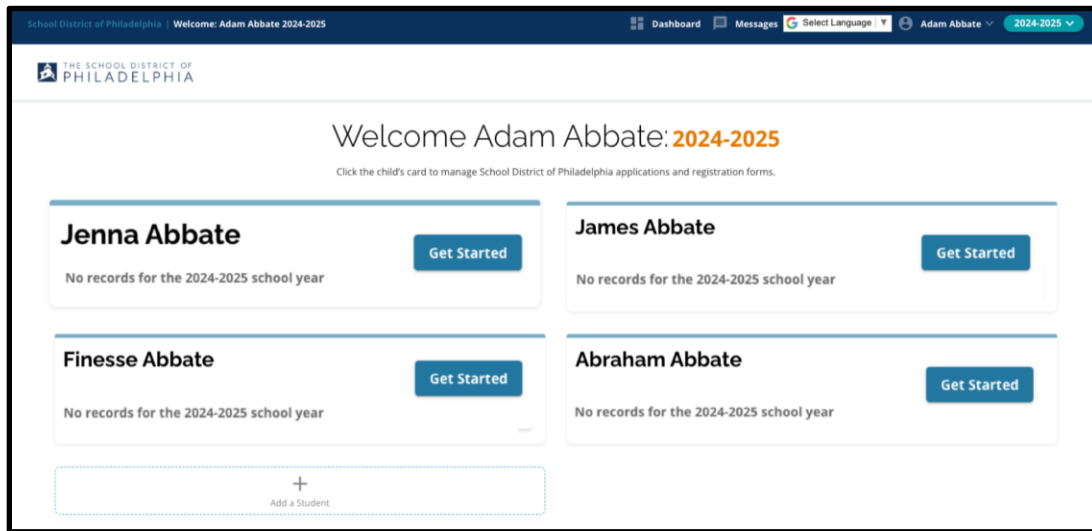 School District of Philadelphia | Welcome: Adam Abbate 2024-2025
Dashboard Messages G Select Language ▼ Adam Abbate 2024-2025
THE SCHOOL DISTRICT OF
PHILADELPHIA
Welcome Adam Abbate: 2024-2025
Click the child's card to manage School District of Philadelphia applications and registration forms.
Jenna Abbate
Get Started
No records for the 2024-2025 school year
James Abbate
Get Started
No records for the 2024-2025 school year
Finesse Abbate
Get Started
No records for the 2024-2025 school year
Abraham Abbate
Get Started
No records for the 2024-2025 school year
+
Add a Student